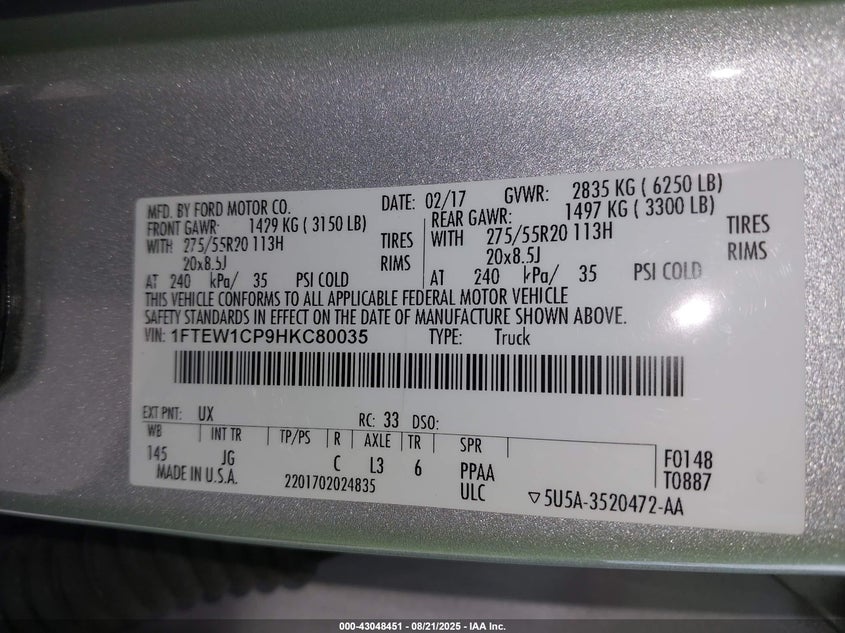 MFD. BY FORD MOTOR CO. DATE: 02/17 GVWR: 2835 KG ( 6250 LB)
FRONT GAWR: 1429 KG ( 3150 LB) REAR GAWR: 1497 KG ( 3300 LB)
WITH 275/55R20 113H TIRES WITH 275/55R20 113H TIRES
20x8.5J RIMS 20x8.5J RIMS
AT 240 kPa/ 35 PSI COLD AT 240 kPa/ 35 PSI COLD
THIS VEHICLE CONFORMS TO ALL APPLICABLE FEDERAL MOTOR VEHICLE
SAFETY STANDARDS IN EFFECT ON THE DATE OF MANUFACTURE SHOWN ABOVE.
VIN: 1FTEW1CP9HKC80035 TYPE: Truck
EXT PNT: UX RC: 33 DSO:
WB INT TR TP/PS R AXLE TR SPR
145 JG C L3 6 PPAA F0148
MADE IN U.S.A. 2201702024835 ULC T0887
▽5U5A-3520472-AA
000-43048451 - 08/21/2025 - IAA Inc.